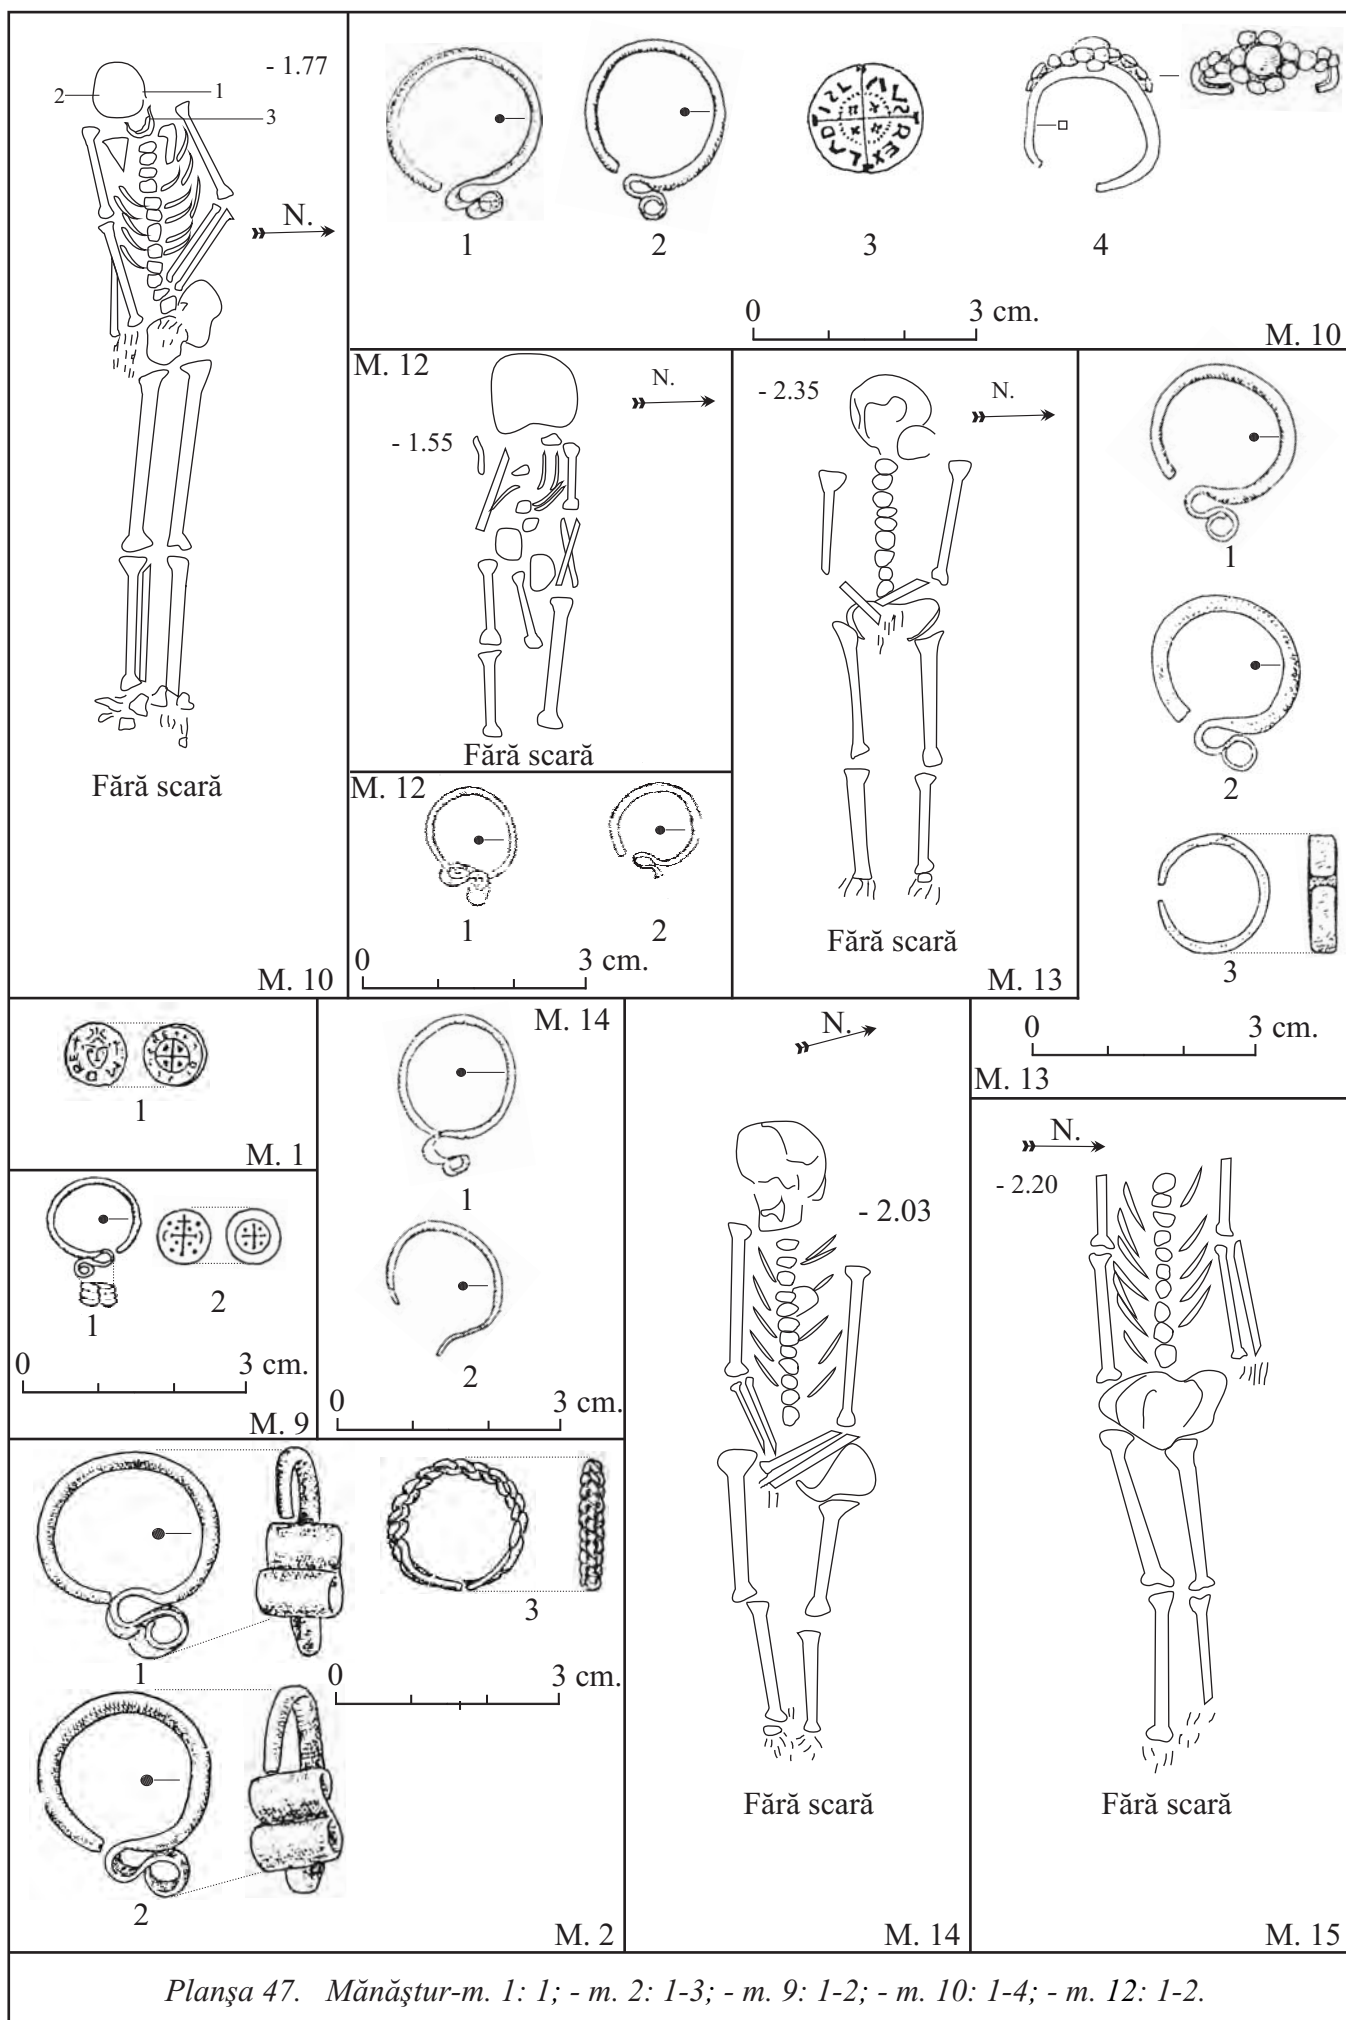 - 1.77
2
1
3
N.
Fără scară
M. 10
1
2
3
4
0 3 cm.
M. 10
M. 12
N.
- 1.55
Fără scară
M. 12
1
2
0 3 cm.
- 2.35
N.
Fără scară
M. 13
1
2
3
0 3 cm.
M. 13
1
M. 1
1
2
0 3 cm.
M. 9
M. 14
1
2
0 3 cm.
1
2
3
0 3 cm.
M. 2
N.
- 2.03
Fără scară
M. 14
N.
- 2.20
Fără scară
M. 15
Planşa 47. Mănăştur-m. 1: 1; - m. 2: 1-3; - m. 9: 1-2; - m. 10: 1-4; - m. 12: 1-2.